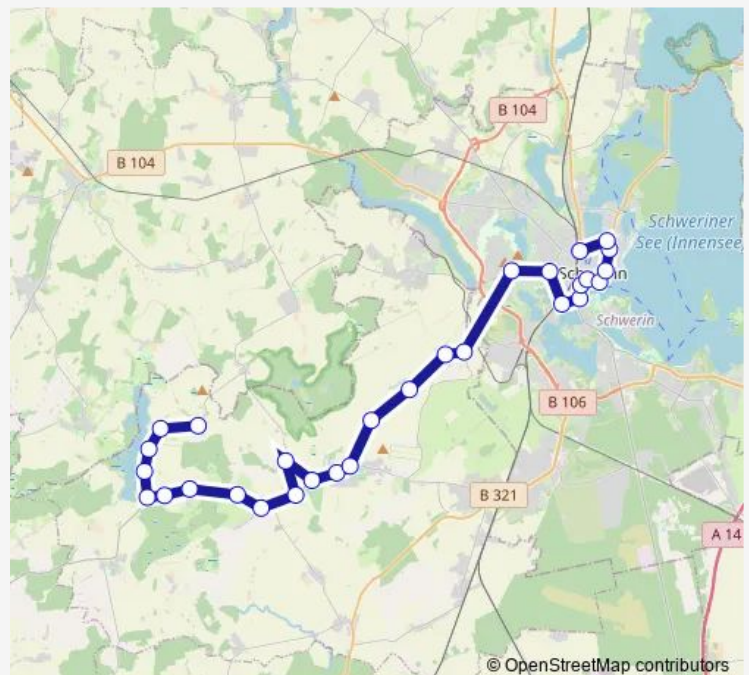 B 104
B 104
Schweriner
See (Innensee)
Schwerin
B 106
B 321
A 14
© OpenStreetMap contributors